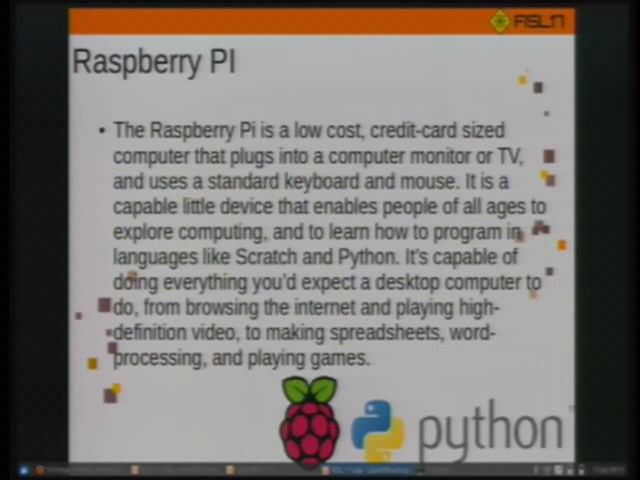 FISL17
Raspberry PI
• The Raspberry Pi is a low cost, credit-card sized
computer that plugs into a computer monitor or TV,
and uses a standard keyboard and mouse. It is a
capable little device that enables people of all ages to
explore computing, and to learn how to program in
languages like Scratch and Python. It's capable of
doing everything you'd expect a desktop computer to
do, from browsing the internet and playing high-
definition video, to making spreadsheets, word-
processing, and playing games.
python